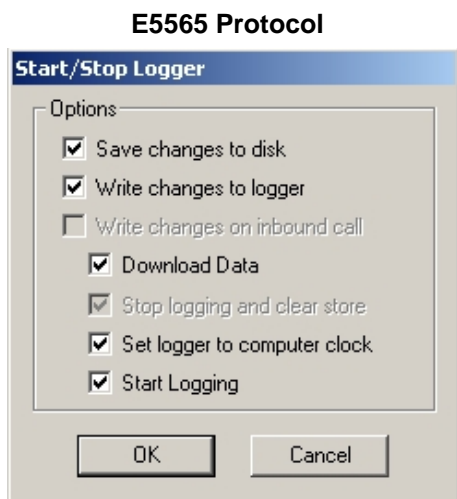 E5565 Protocol
Start/Stop Logger
Options
Save changes to disk
Write changes to logger
Write changes on inbound call
Download Data
Stop logging and clear store
Set logger to computer clock
Start Logging
OK Cancel